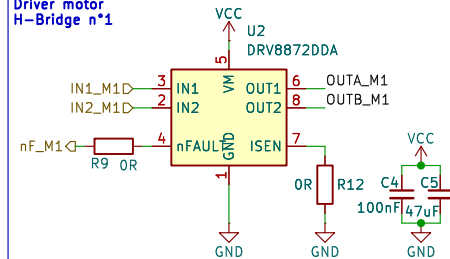 Driver motor
H-Bridge n°1
VCC
U2
DRV8872DDA
5
VM
IN1_M1
3
IN1
OUT1
6
OUTA_M1
IN2_M1
2
IN2
OUT2
8
OUTB_M1
nF_M1
R9
0R
4
nFAULT
GND
ISEN
7
1
0R
R12
VCC
C4
100nF
C5
47uF
GND
GND
GND